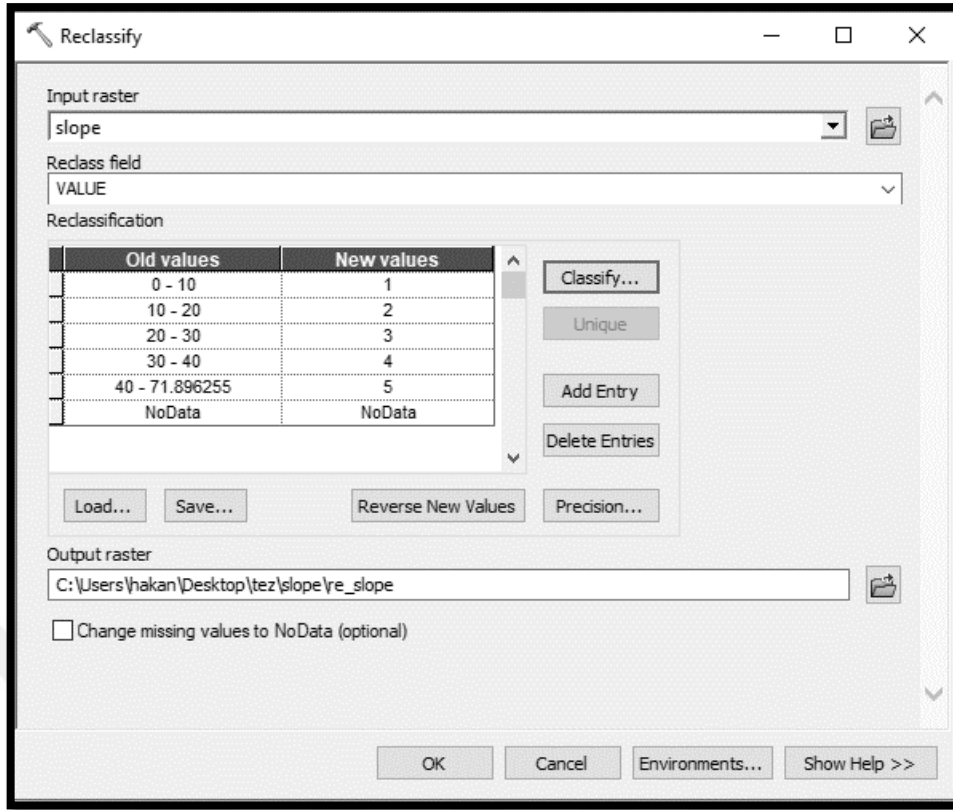 Reclassify
Input raster
slope
Reclass field
VALUE
Reclassification
Old values New values
0 - 10 1
10 - 20 2
20 - 30 3
30 - 40 4
40 - 71.896255 5
NoData NoData
Classify...
Unique
Add Entry
Delete Entries
Load... Save... Reverse New Values Precision...
Output raster
C:\Users\hakan\Desktop\tez\slope\re_slope
Change missing values to NoData (optional)
OK Cancel Environments... Show Help >>